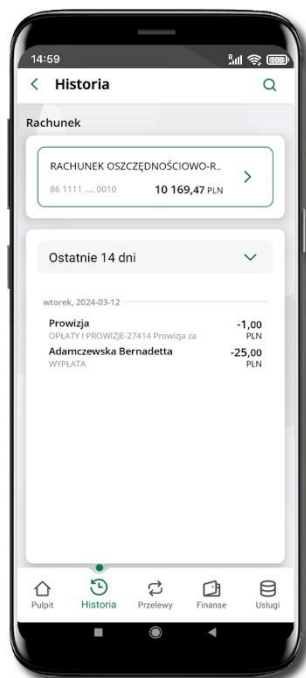 14:59
Historia
Rachunek
RACHUNEK OSZCZĘDNOŚCIOWO-R..
86 1111 .... 0010 10 169,47 PLN
Ostatnie 14 dni
wtorek, 2024-03-12
Prowizja -1,00
OPŁATY I PROWIZJE-27414 Prowizja za PLN
Adamczewska Bernadetta -25,00
WYPŁATA PLN
Pulpit Historia Przelewy Finanse Usługi